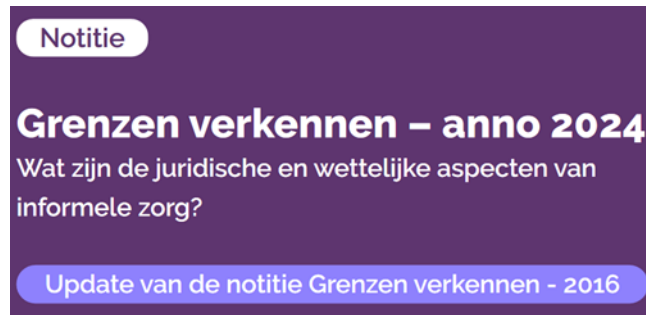 Notitie
Grenzen verkennen – anno 2024
Wat zijn de juridische en wettelijke aspecten van
informele zorg?
Update van de notitie Grenzen verkennen - 2016